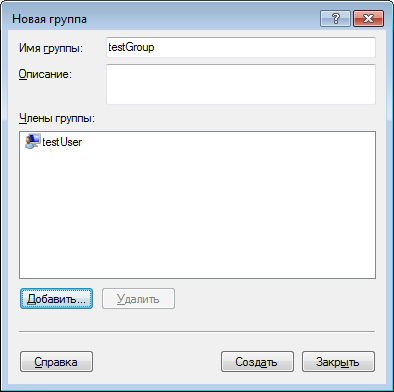 Новая группа
Имя группы: testGroup
Описание:
Члены группы:
testUser
Добавить... Удалить
Справка Создать Закрыть